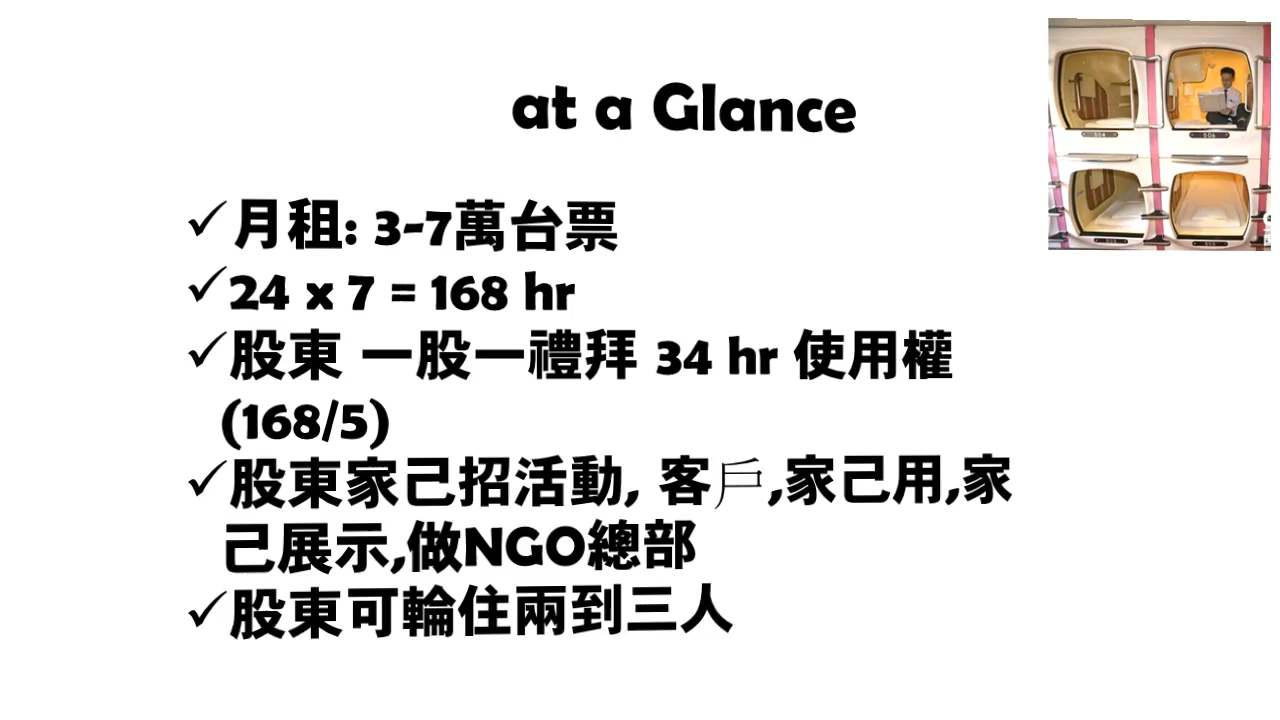 at a Glance
✓月租: 3-7萬台票
✓24 x 7 = 168 hr
✓股東 一股一禮拜 34 hr 使用權
(168/5)
✓股東家己招活動, 客戶,家己用,家
己展示,做NGO總部
✓股東可輪住兩到三人